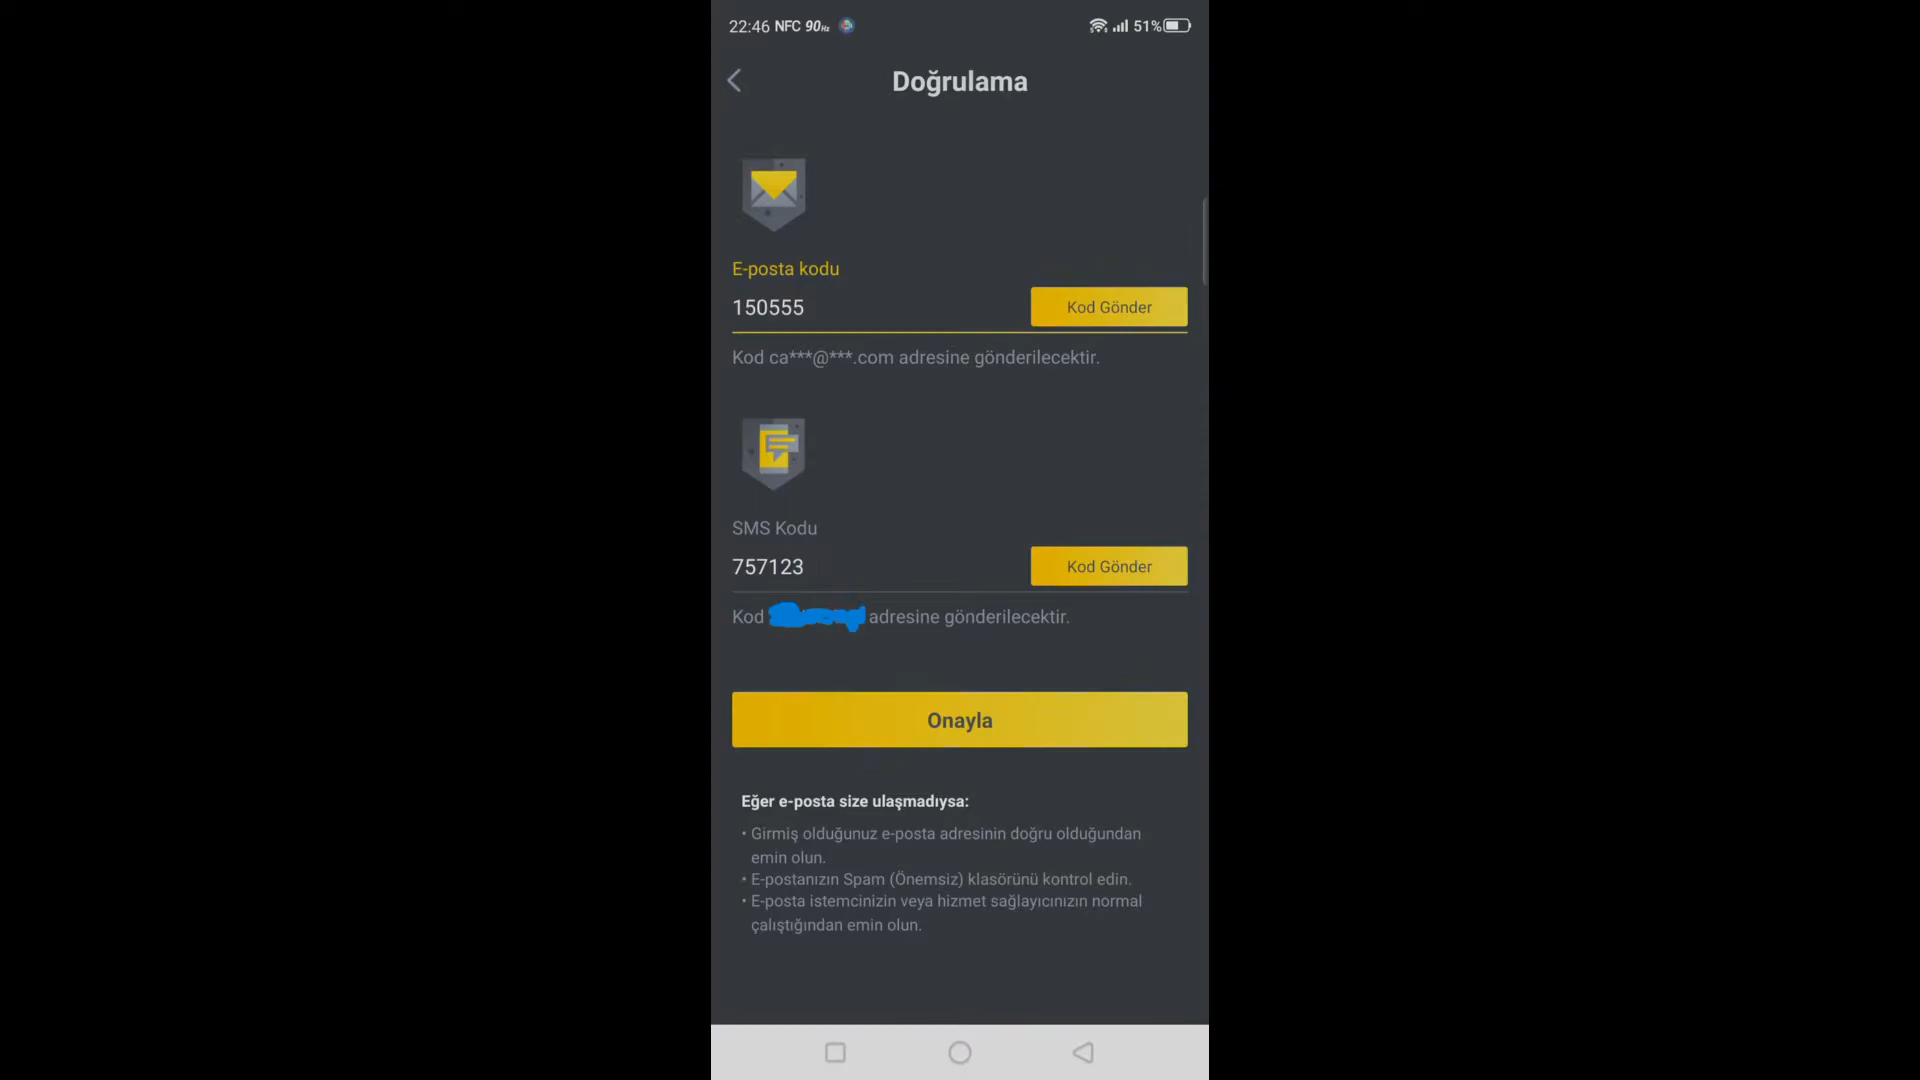 22:46 NFC 90Hz 51%
Doğrulama
E-posta kodu
150555 Kod Gönder
Kod ca***@***.com adresine gönderilecektir.
SMS Kodu
757123 Kod Gönder
Kod adresine gönderilecektir.
Onayla
Eğer e-posta size ulaşmadıysa:
• Girmiş olduğunuz e-posta adresinin doğru olduğundan
emin olun.
• E-postanızın Spam (Önemsiz) klasörünü kontrol edin.
• E-posta istemcinizin veya hizmet sağlayıcınızın normal
çalıştığından emin olun.